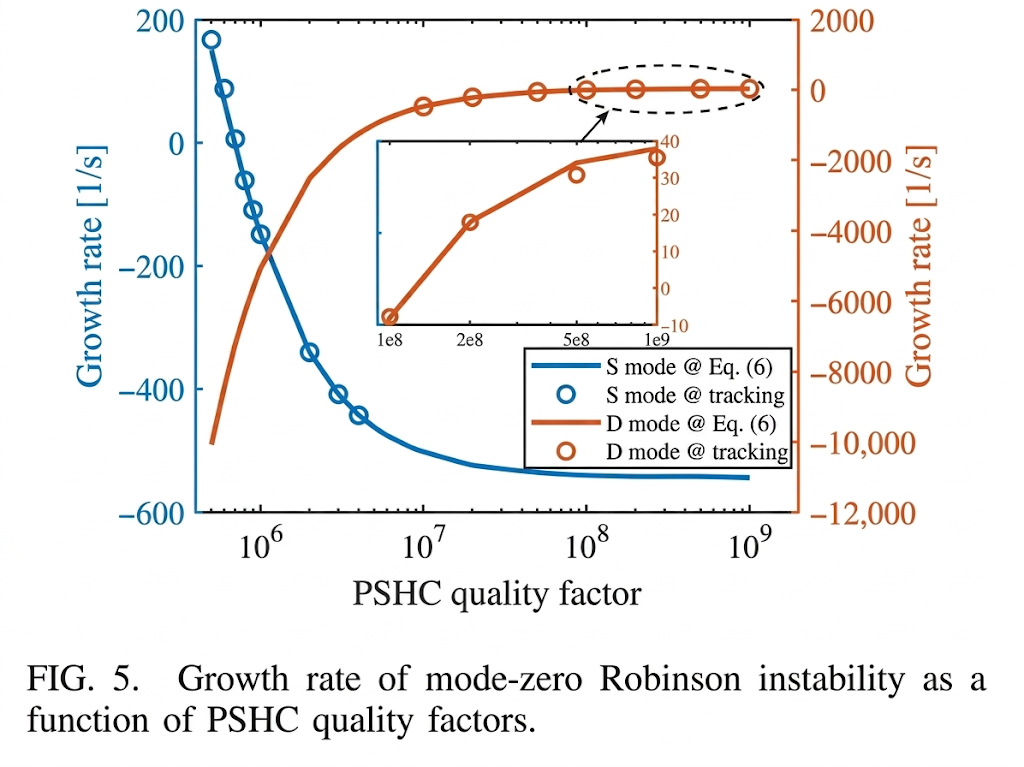 200
0
−200
−400
−600
Growth rate [1/s]
2000
0
−2000
−4000
−6000
−8000
−10,000
−12,000
Growth rate [1/s]
40
30
20
10
0
−10
1e8 2e8 5e8 1e9
S mode @ Eq. (6)
S mode @ tracking
D mode @ Eq. (6)
D mode @ tracking
10^6 10^7 10^8 10^9
PSHC quality factor
FIG. 5. Growth rate of mode-zero Robinson instability as a
function of PSHC quality factors.